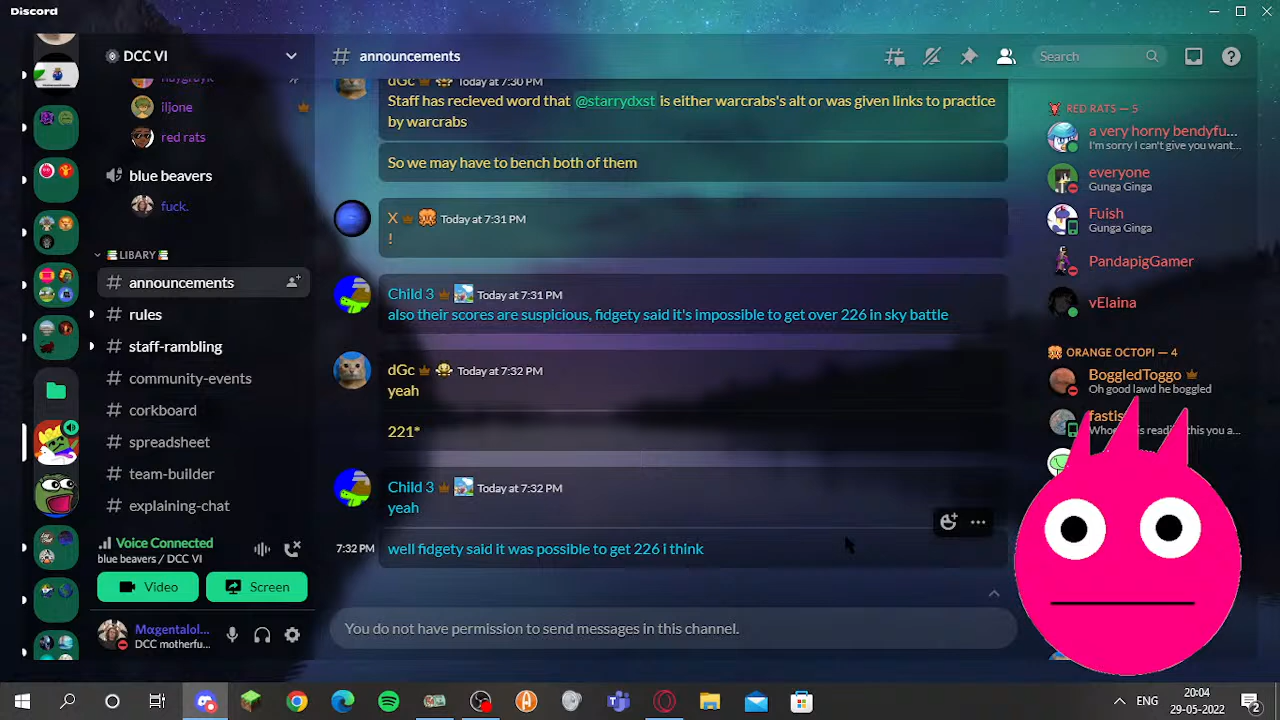 Discord
DCC VI
iljone
red rats
blue beavers
fuck.
LIBARY
announcements
rules
staff-rambling
community-events
corkboard
spreadsheet
team-builder
explaining-chat
Voice Connected
blue beavers / DCC VI
Video
Screen
Mαgentalol...
DCC motherfu...
announcements
Search
dGc Today at 7:30 PM
Staff has recieved word that @starrydxst is either warcrabs's alt or was given links to practice
by warcrabs
So we may have to bench both of them
X Today at 7:31 PM
!
Child 3 Today at 7:31 PM
also their scores are suspicious, fidgety said it's impossible to get over 226 in sky battle
dGc Today at 7:32 PM
yeah
221*
Child 3 Today at 7:32 PM
yeah
7:32 PM well fidgety said it was possible to get 226 i think
You do not have permission to send messages in this channel.
RED RATS — 5
a very horny bendyfu...
I'm sorry I can't give you want...
everyone
Gunga Ginga
Fuish
Gunga Ginga
PandapigGamer
vElaina
ORANGE OCTOPI — 4
BoggledToggo
Oh good lawd he boggled
fastis
ENG
20:04
29-05-2022
2